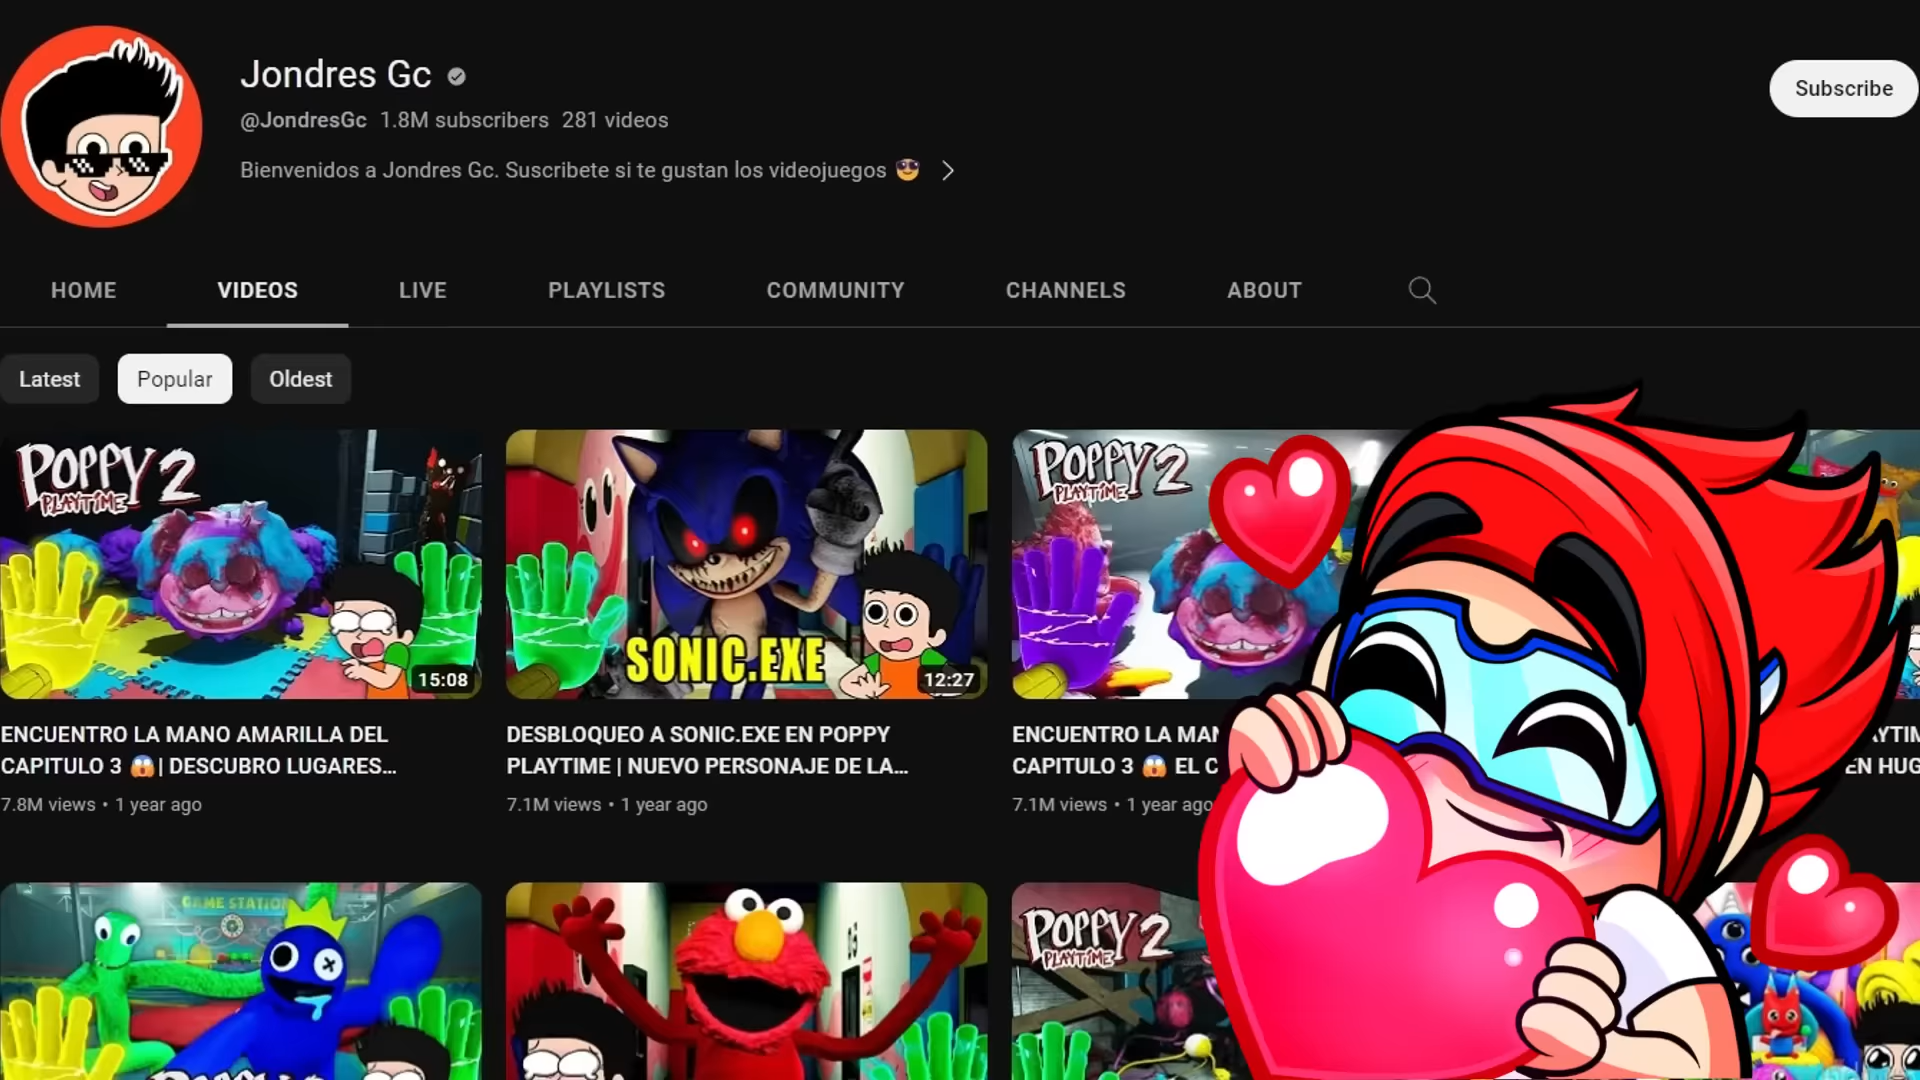 Jondres Gc
@JondresGc 1.8M subscribers 281 videos
Subscribe
Bienvenidos a Jondres Gc. Suscribete si te gustan los videojuegos
HOME VIDEOS LIVE PLAYLISTS COMMUNITY CHANNELS ABOUT
Latest Popular Oldest
POPPY 2
PLAYTIME
15:08
SONIC.EXE
12:27
POPPY 2
PLAYTIME
ENCUENTRO LA MANO AMARILLA DEL
CAPITULO 3 😱 | DESCUBRO LUGARES...
7.8M views • 1 year ago
DESBLOQUEO A SONIC.EXE EN POPPY
PLAYTIME | NUEVO PERSONAJE DE LA...
7.1M views • 1 year ago
ENCUENTRO LA
CAPITULO 3 😱 EL
7.1M views • 1 year ago
EN
GAME STATION
POPPY 2
PLAYTIME